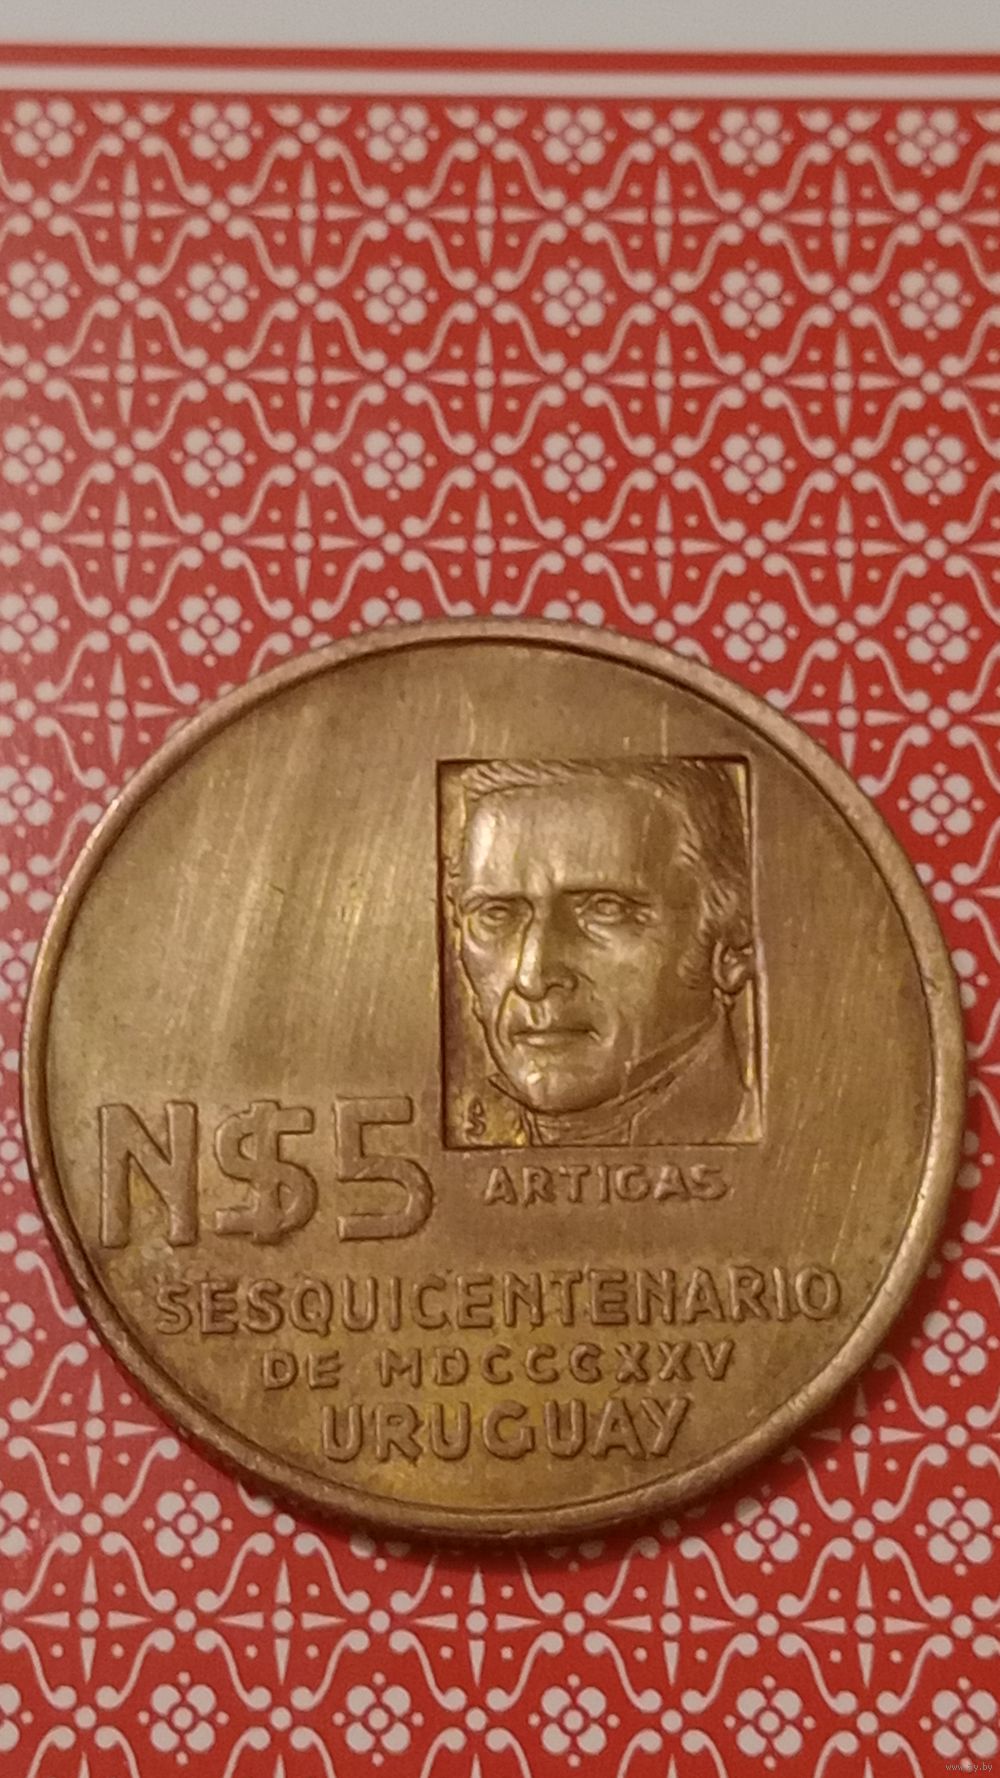 N$5
ARTIGAS
SESQUICENTENARIO
DE MDCCCXXV
URUGUAY